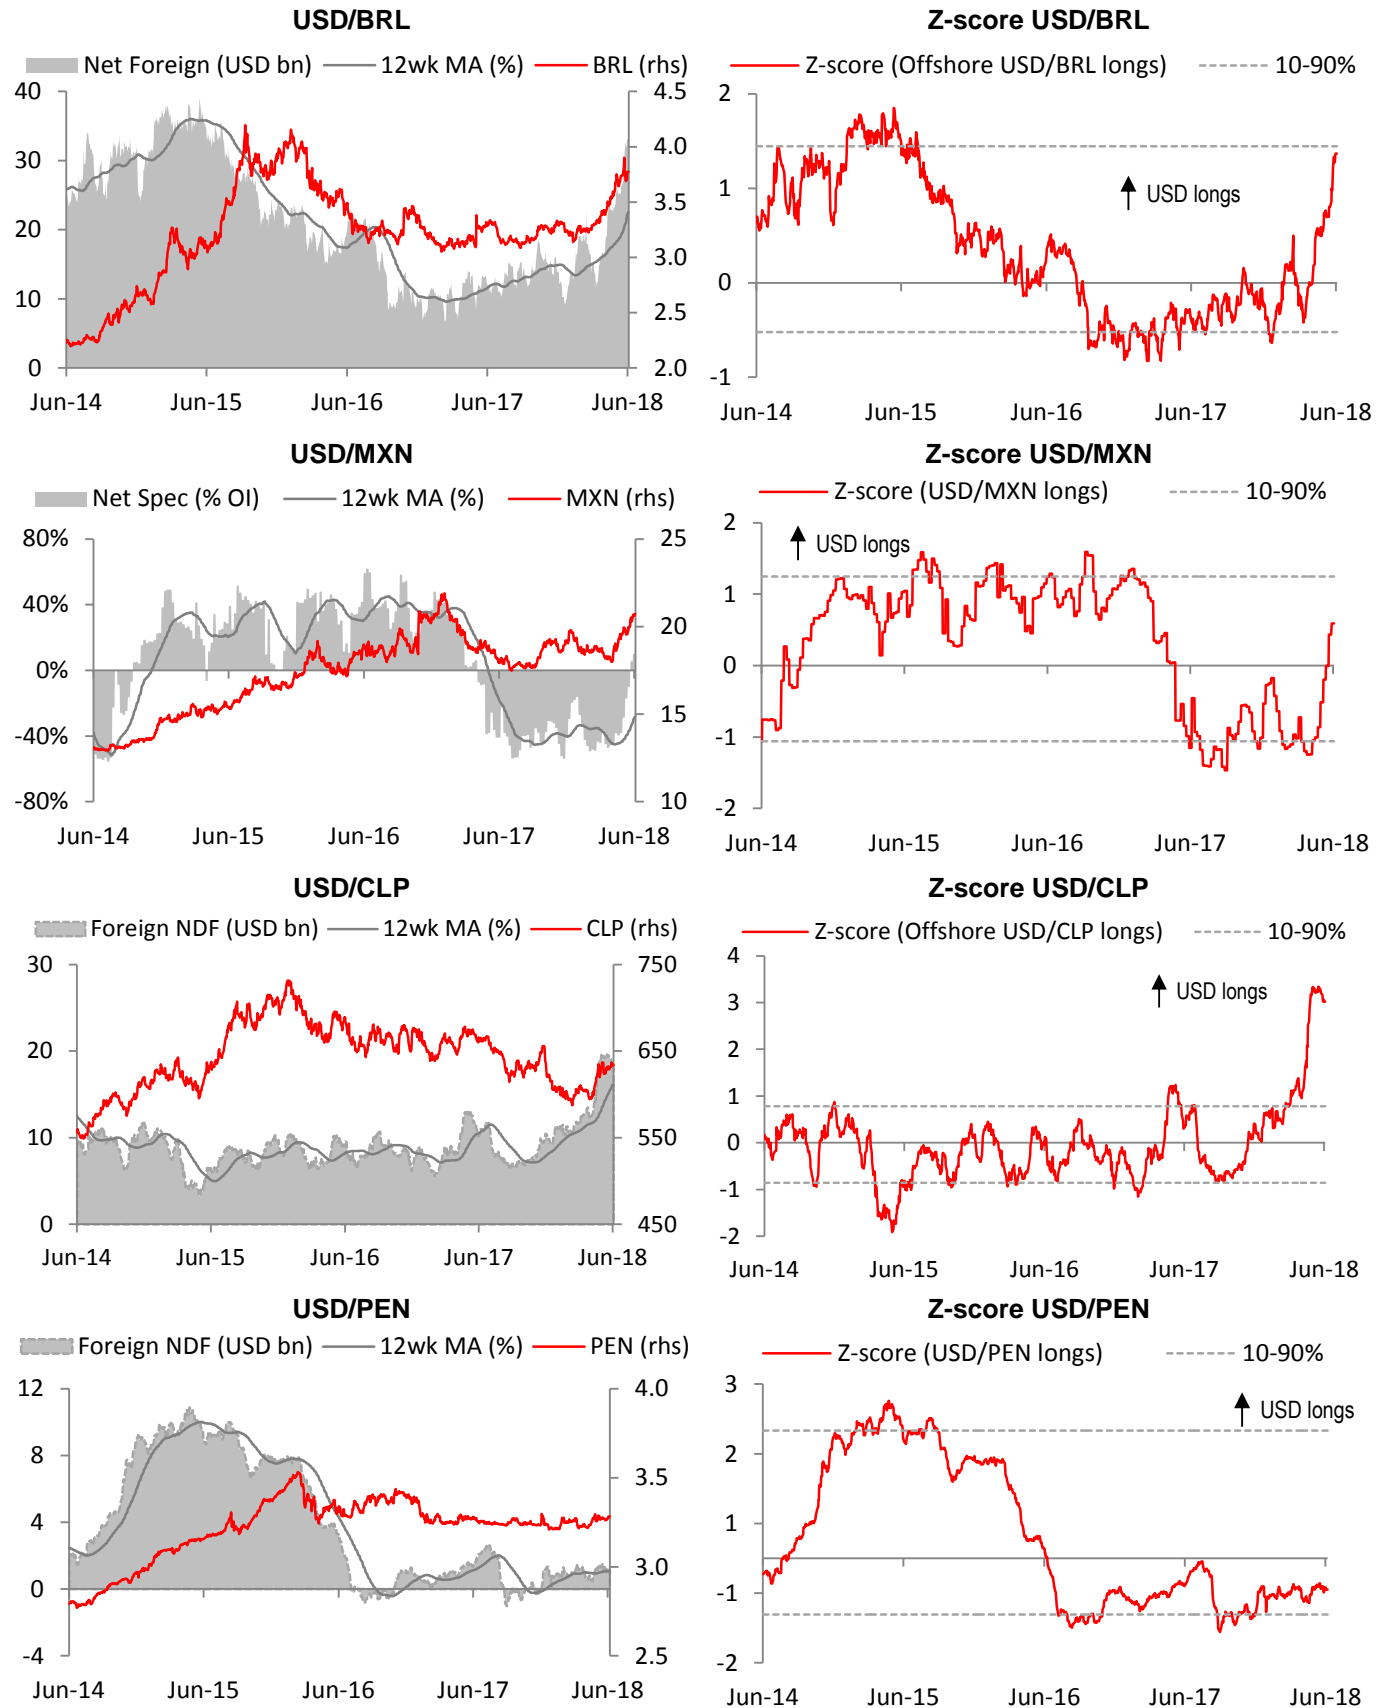 USD/BRL
Net Foreign (USD bn) 12wk MA (%) BRL (rhs)
40 4.5
30 4.0
3.5
20
3.0
10
2.5
0 2.0
Jun-14 Jun-15 Jun-16 Jun-17 Jun-18
Z-score USD/BRL
Z-score (Offshore USD/BRL longs) 10-90%
2
1
USD longs
0
-1
Jun-14 Jun-15 Jun-16 Jun-17 Jun-18
USD/MXN
Net Spec (% OI) 12wk MA (%) MXN (rhs)
80% 25
40%
20
0%
15
-40%
-80% 10
Jun-14 Jun-15 Jun-16 Jun-17 Jun-18
Z-score USD/MXN
Z-score (USD/MXN longs) 10-90%
2
USD longs
1
0
-1
-2
Jun-14 Jun-15 Jun-16 Jun-17 Jun-18
USD/CLP
Foreign NDF (USD bn) 12wk MA (%) CLP (rhs)
30 750
20 650
10 550
0 450
Jun-14 Jun-15 Jun-16 Jun-17 Jun-18
Z-score USD/CLP
Z-score (Offshore USD/CLP longs) 10-90%
4
3
USD longs
2
1
0
-1
-2
Jun-14 Jun-15 Jun-16 Jun-17 Jun-18
USD/PEN
Foreign NDF (USD bn) 12wk MA (%) PEN (rhs)
12 4.0
8
3.5
4
3.0
0
-4 2.5
Jun-14 Jun-15 Jun-16 Jun-17 Jun-18
Z-score USD/PEN
Z-score (USD/PEN longs) 10-90%
3
USD longs
2
1
-1
-2
Jun-14 Jun-15 Jun-16 Jun-17 Jun-18